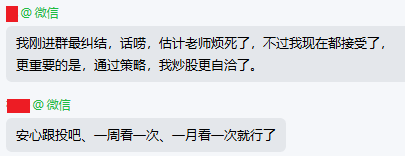 @微信
我刚进群最纠结，话唠，估计老师烦死了，不过我现在都接受了，
更重要的是，通过策略，我炒股更自洽了。
@微信
安心跟投吧、一周看一次、一月看一次就行了